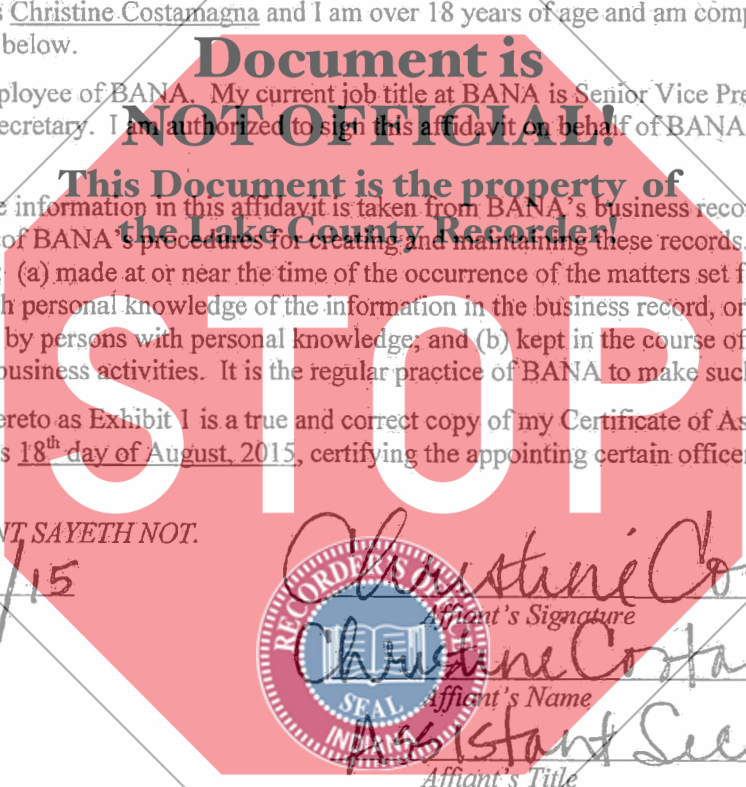 s Christine Costamagna and I am over 18 years of age and am comp
below.
Document is
ployee of BANA. My current job title at BANA is Senior Vice Pre
NOT OFFICIAL!
ecretary. I am authorized to sign this affidavit on behalf of BANA
This Document is the property of
e information in this affidavit is taken from BANA's business reco
the Lake County Recorder!
of BANA's procedures for creating and maintaining these records.
: (a) made at or near the time of the occurrence of the matters set f
h personal knowledge of the information in the business record, or
by persons with personal knowledge; and (b) kept in the course of
business activities. It is the regular practice of BANA to make suc
STOP
ereto as Exhibit 1 is a true and correct copy of my Certificate of As
s 18th day of August, 2015, certifying the appointing certain officer
NT SAYETH NOT.
/15
Christine Co
Affiant's Signature
Christine Costa
Affiant's Name
Assistant Sec
Affiant's Title
RECORDER'S OFFICE
SEAL
INDIANA